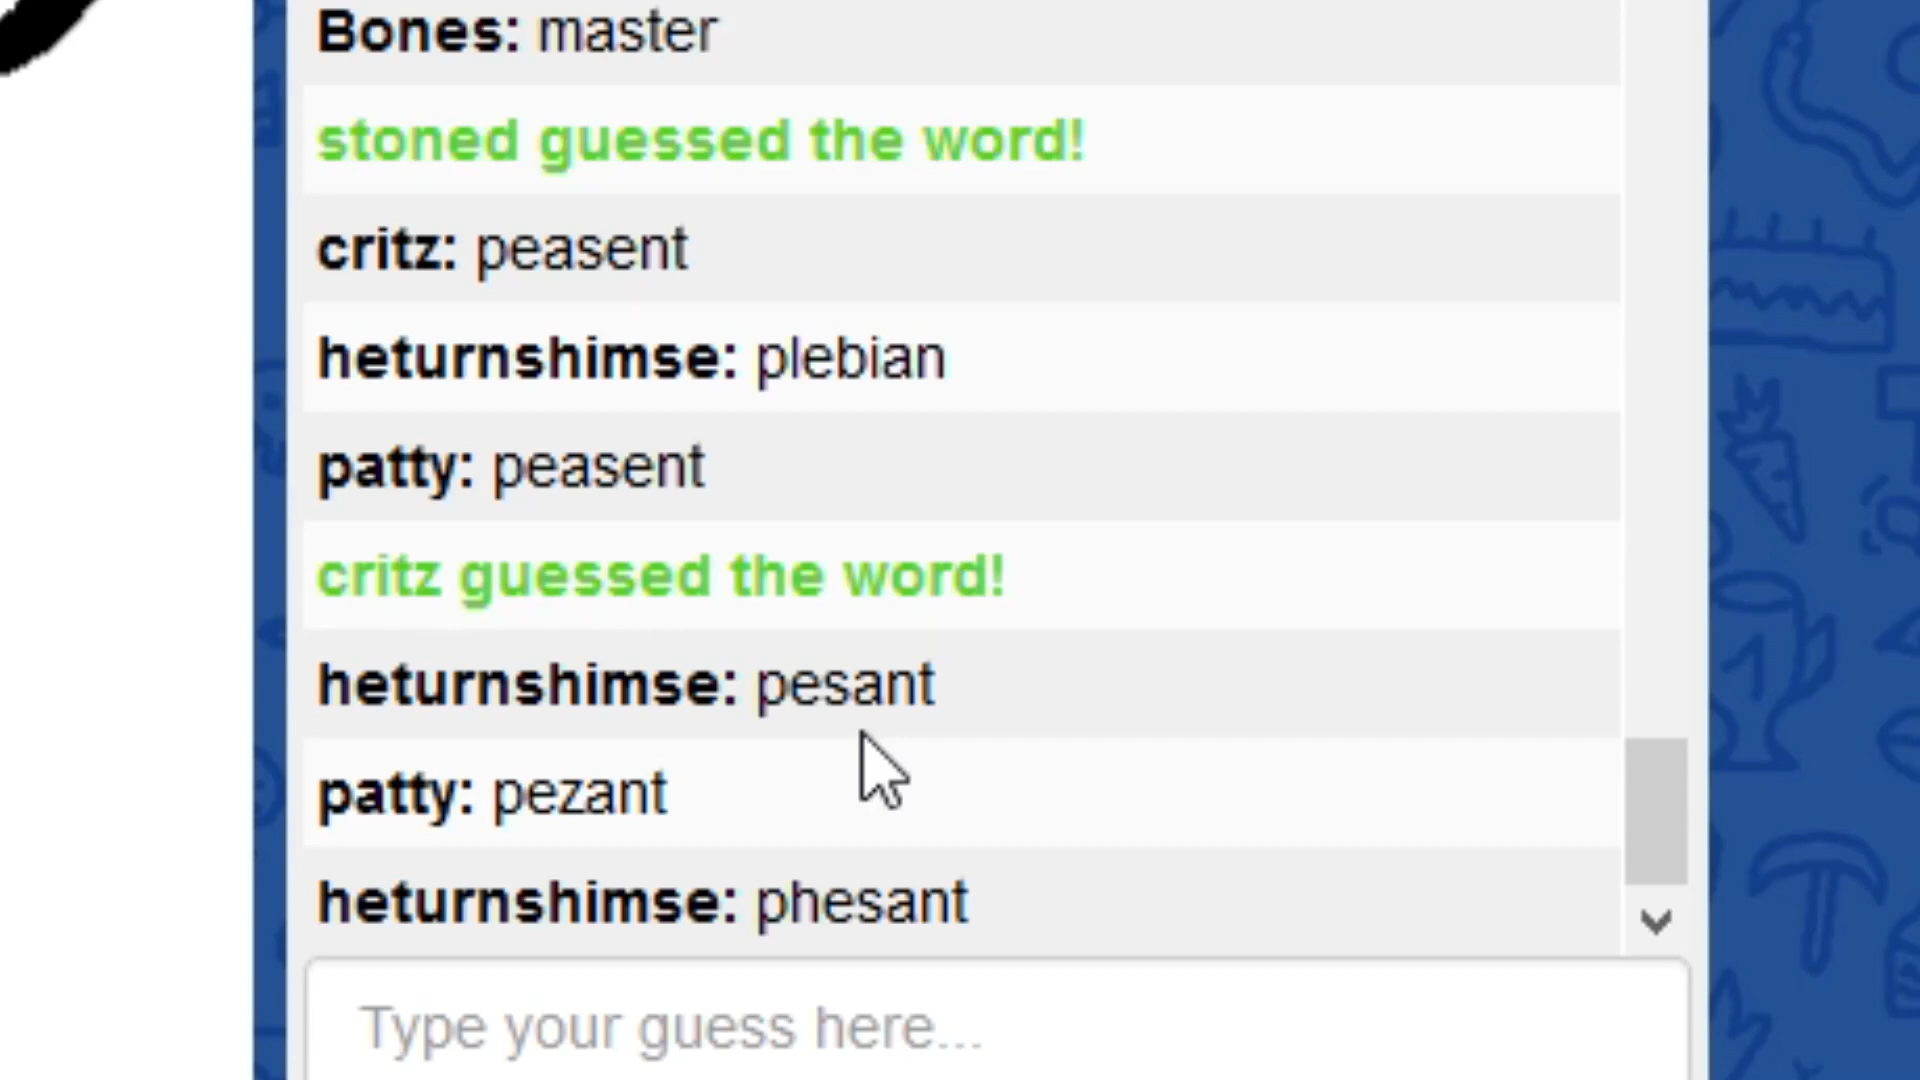 Bones: master
stoned guessed the word!
critz: peasent
heturnshimse: plebian
patty: peasent
critz guessed the word!
heturnshimse: pesant
patty: pezant
heturnshimse: phesant
Type your guess here...